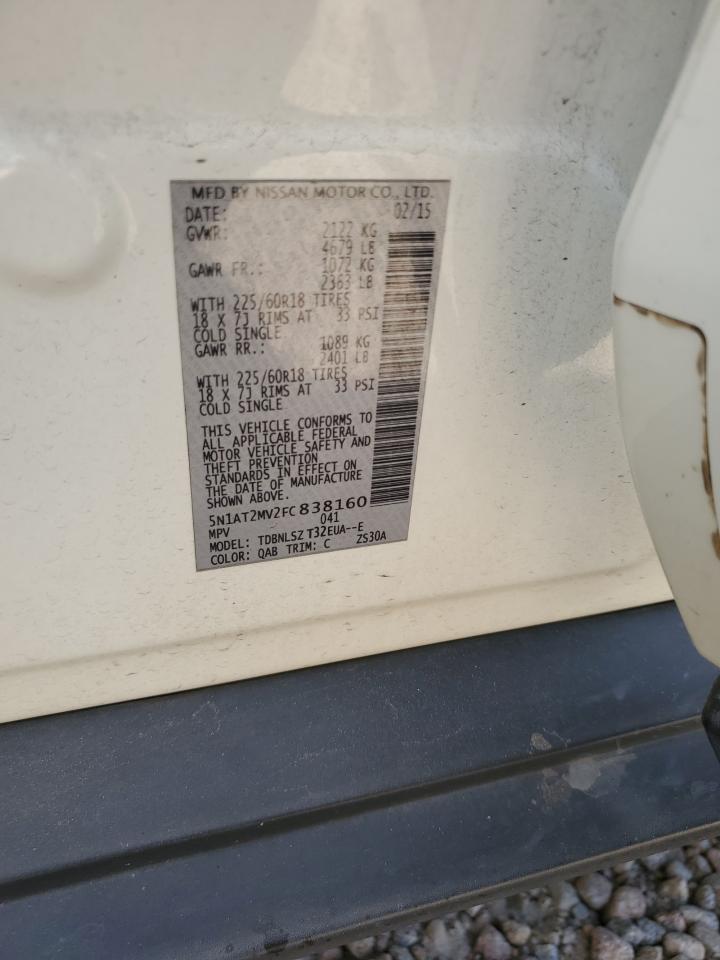 MFD BY NISSAN MOTOR CO., LTD.
DATE: 02/15
GVWR: 2122 KG
4679 LB
GAWR FR.: 1072 KG
2363 LB
WITH 225/60R18 TIRES
18 X 7J RIMS AT 33 PSI
COLD SINGLE
GAWR RR.: 1089 KG
2401 LB
WITH 225/60R18 TIRES
18 X 7J RIMS AT 33 PSI
COLD SINGLE
THIS VEHICLE CONFORMS TO
ALL APPLICABLE FEDERAL
MOTOR VEHICLE SAFETY AND
THEFT PREVENTION
STANDARDS IN EFFECT ON
THE DATE OF MANUFACTURE
SHOWN ABOVE.
5N1AT2MV2FC838160
MPV 041
MODEL: TDBNLSZ T32EUA--E
COLOR: QAB TRIM: C ZS30A